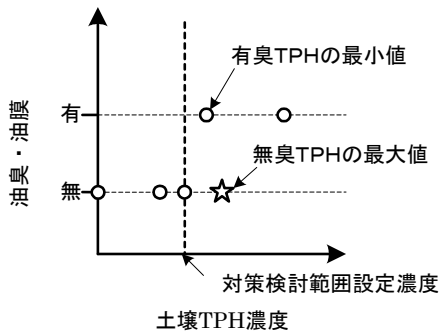 有臭TPHの最小値
有
油臭・油膜
無臭TPHの最大値
無
対策検討範囲設定濃度
土壌TPH濃度